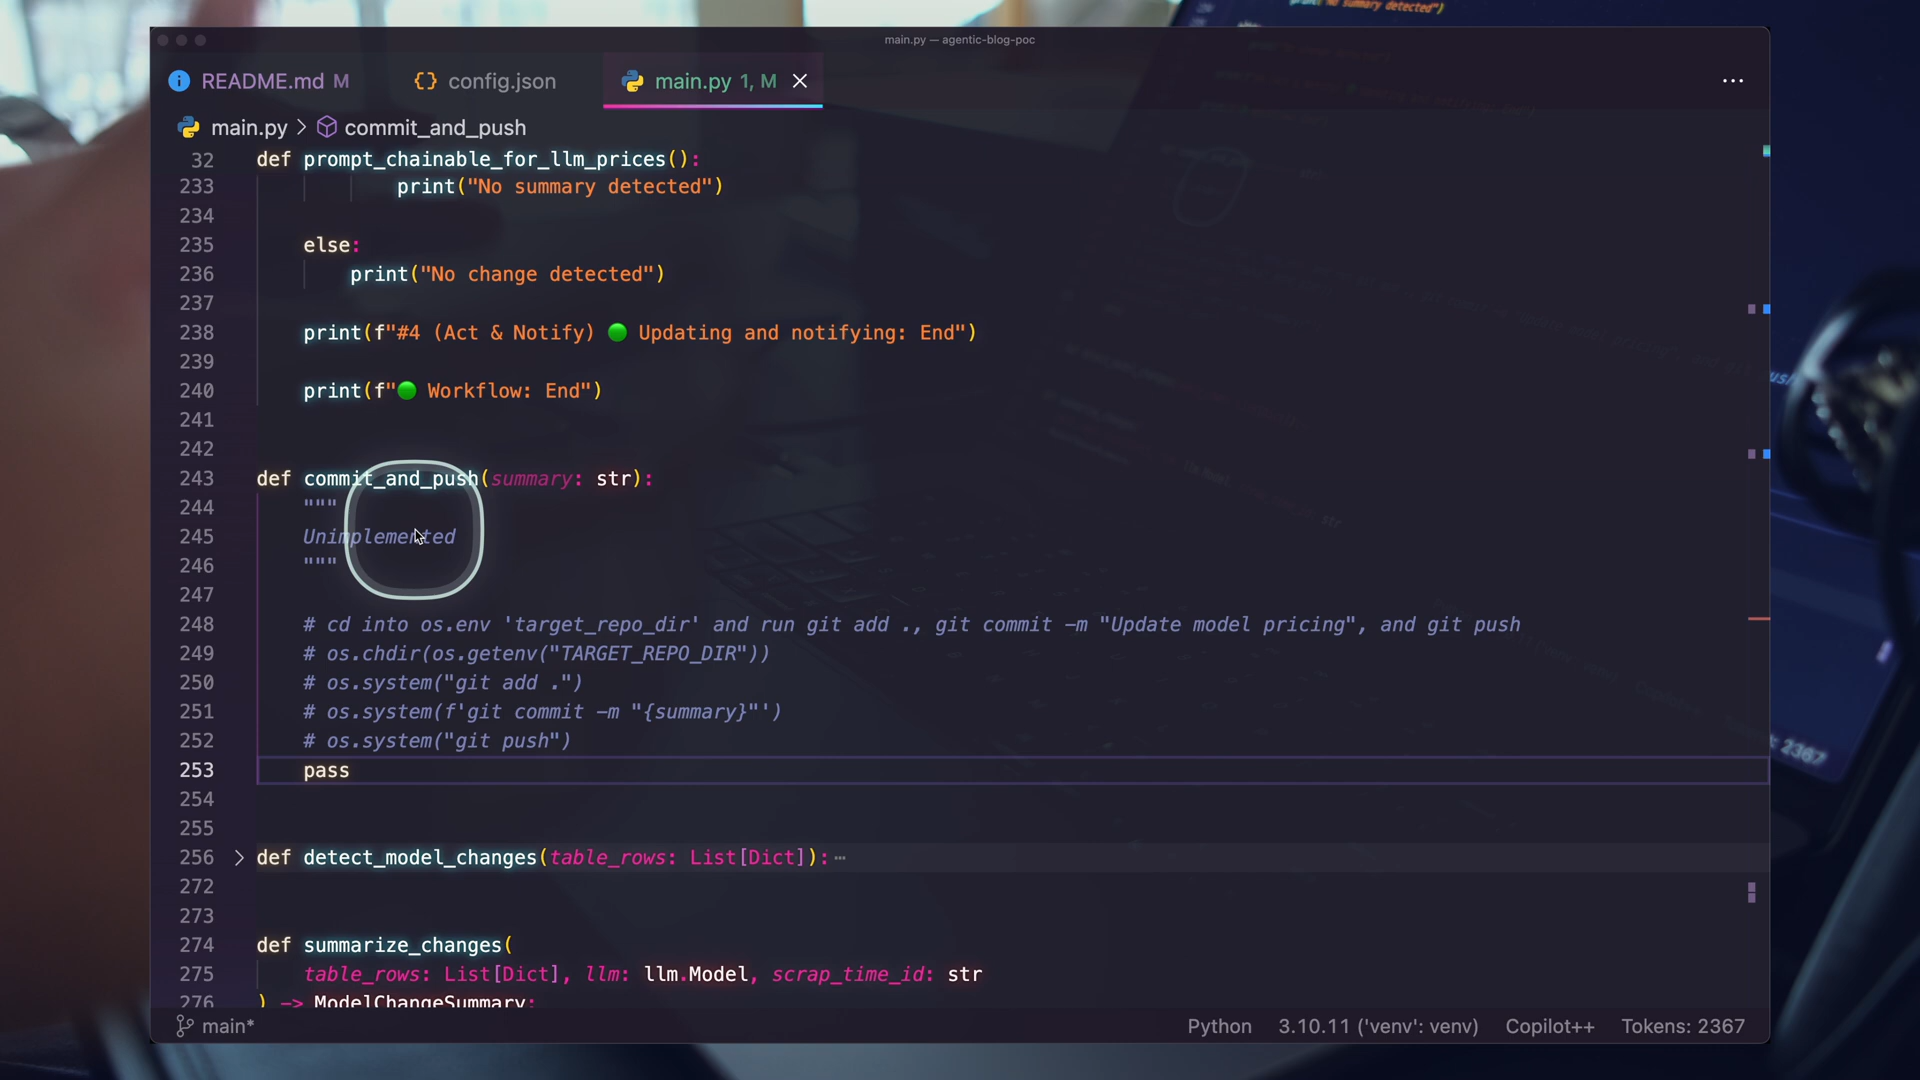 main.py — agentic-blog-poc
README.md M
config.json
main.py 1, M
main.py > commit_and_push
32 def prompt_chainable_for_llm_prices():
233 print("No summary detected")
234
235 else:
236 print("No change detected")
237
238 print(f"#4 (Act & Notify) 🟢 Updating and notifying: End")
239
240 print(f"🟢 Workflow: End")
241
242
243 def commit_and_push(summary: str):
244 """
245 Unimplemented
246 """
247
248 # cd into os.env 'target_repo_dir' and run git add ., git commit -m "Update model pricing", and git push
249 # os.chdir(os.getenv("TARGET_REPO_DIR"))
250 # os.system("git add .")
251 # os.system(f'git commit -m "{summary}"')
252 # os.system("git push")
253 pass
254
255
256 > def detect_model_changes(table_rows: List[Dict]):⋯
272
273
274 def summarize_changes(
275 table_rows: List[Dict], llm: llm.Model, scrap_time_id: str
276 ) -> ModelChangeSummary:
main*
Python 3.10.11 ('venv': venv) Copilot++ Tokens: 2367